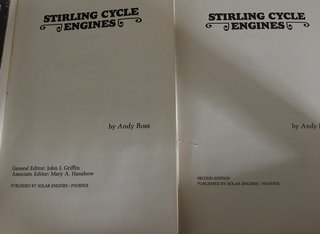 STIRLING CYCLE
ENGINES
by Andy Ross
General Editor: John I. Griffin
Associate Editor: Mary A. Hanshew
PUBLISHED BY SOLAR ENGINES / PHOENIX
STIRLING CYCLE
ENGINES
by Andy
SECOND EDITION
PUBLISHED BY SOLAR ENGINES / PHOENIX